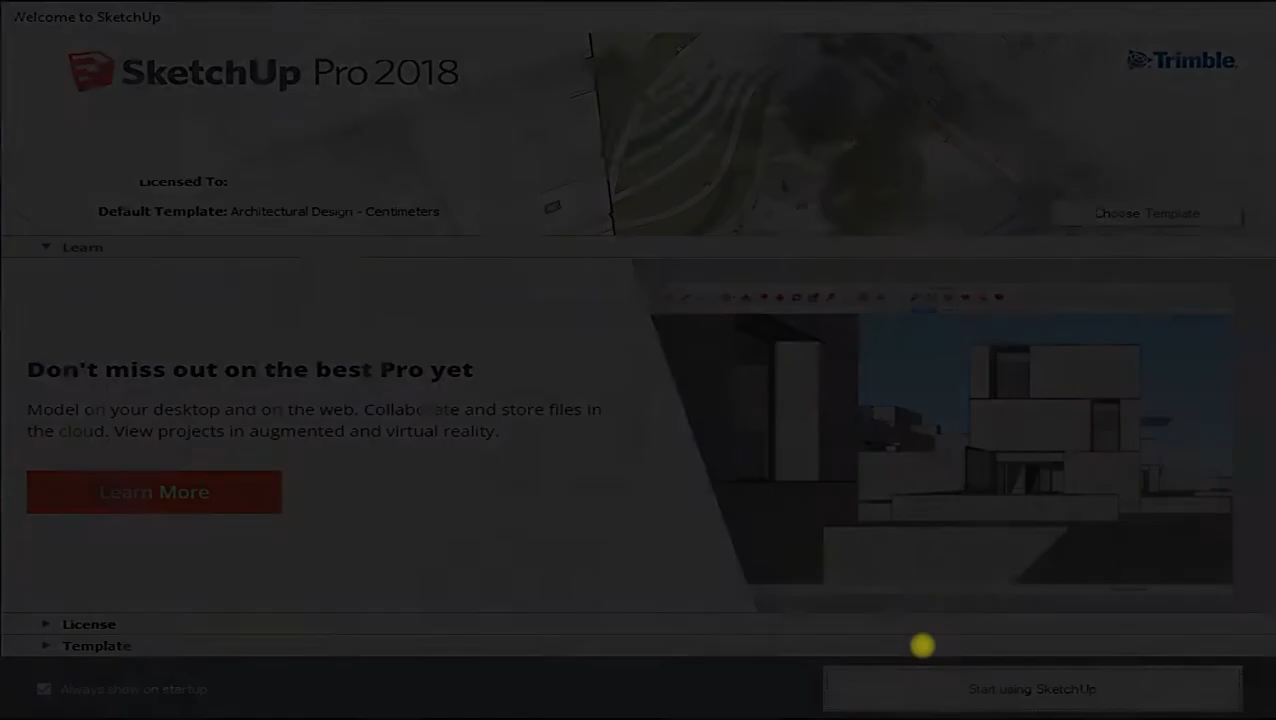 Welcome to SketchUp
SketchUp Pro 2018
Trimble
Licensed To:
Default Template: Architectural Design - Centimeters
Choose Template
Learn
Don't miss out on the best Pro yet
Model on your desktop and on the web. Collaborate and store files in
the cloud. View projects in augmented and virtual reality.
Learn More
License
Template
Always show on startup
Start using SketchUp